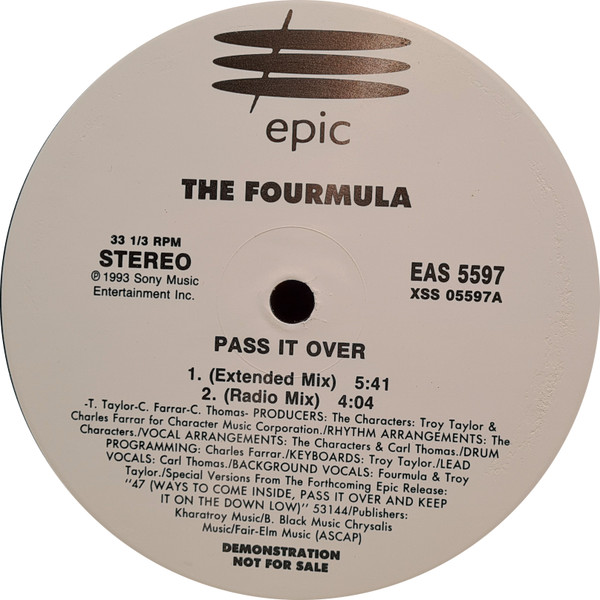 epic
THE FOURMULA
33 1/3 RPM
STEREO
℗ 1993 Sony Music
Entertainment Inc.
EAS 5597
XSS 05597A
PASS IT OVER
1. (Extended Mix) 5:41
2. (Radio Mix) 4:04
-T. Taylor-C. Farrar-C. Thomas- PRODUCERS: The Characters: Troy Taylor &
Charles Farrar for Character Music Corporation./RHYTHM ARRANGEMENTS: The
Characters./VOCAL ARRANGEMENTS: The Characters & Carl Thomas./DRUM
PROGRAMMING: Charles Farrar./KEYBOARDS: Troy Taylor./LEAD
VOCALS: Carl Thomas./BACKGROUND VOCALS: Fourmula & Troy
Taylor./Special Versions From The Forthcoming Epic Release:
"47 (WAYS TO COME INSIDE, PASS IT OVER AND KEEP
IT ON THE DOWN LOW)" 53144/Publishers:
Kharatroy Music/B. Black Music Chrysalis
Music/Fair-Elm Music (ASCAP)
DEMONSTRATION
NOT FOR SALE